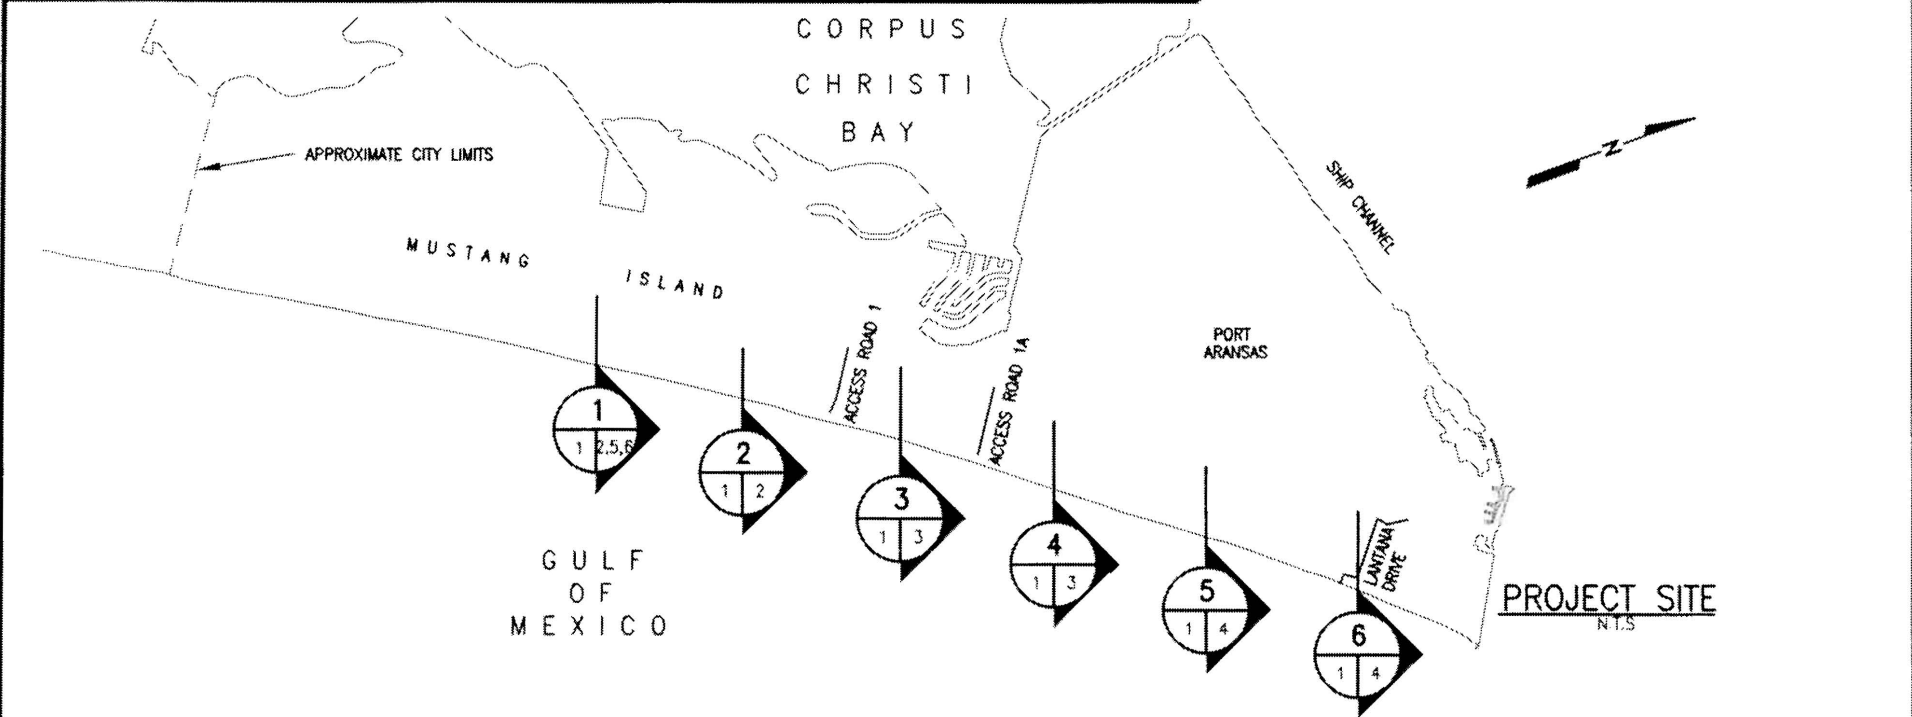 CORPUS
CHRISTI
BAY
APPROXIMATE CITY LIMITS
N
SHIP CHANNEL
MUSTANG ISLAND
ACCESS ROAD 1
ACCESS ROAD 1A
PORT
ARANSAS
1
1 2,5,6
2
1 2
3
1 3
4
1 3
5
1 4
6
1 4
LANTANA
DRIVE
GULF
OF
MEXICO
PROJECT SITE
N.T.S